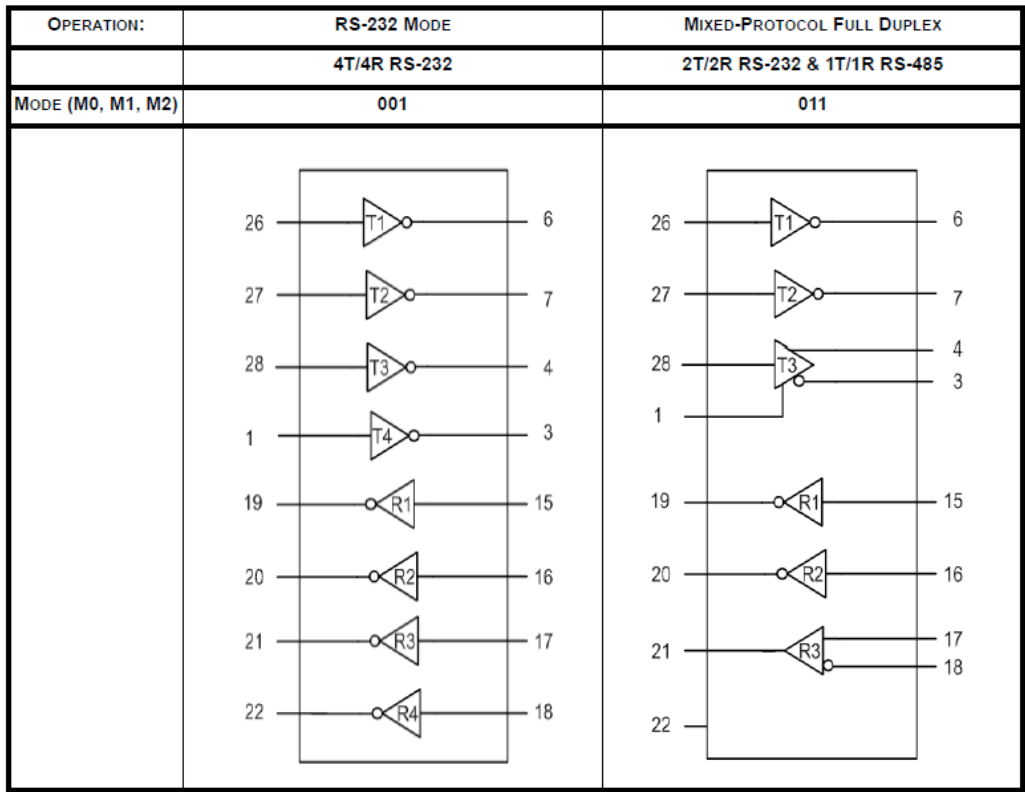 OPERATION: RS-232 MODE MIXED-PROTOCOL FULL DUPLEX
4T/4R RS-232 2T/2R RS-232 & 1T/1R RS-485
MODE (M0, M1, M2) 001 011
26 T1 6 26 T1 6
27 T2 7 27 T2 7
28 T3 4 28 T3 4
3
1 T4 3 1
19 R1 15 19 R1 15
20 R2 16 20 R2 16
21 R3 17 21 R3 17
18
22 R4 18 22